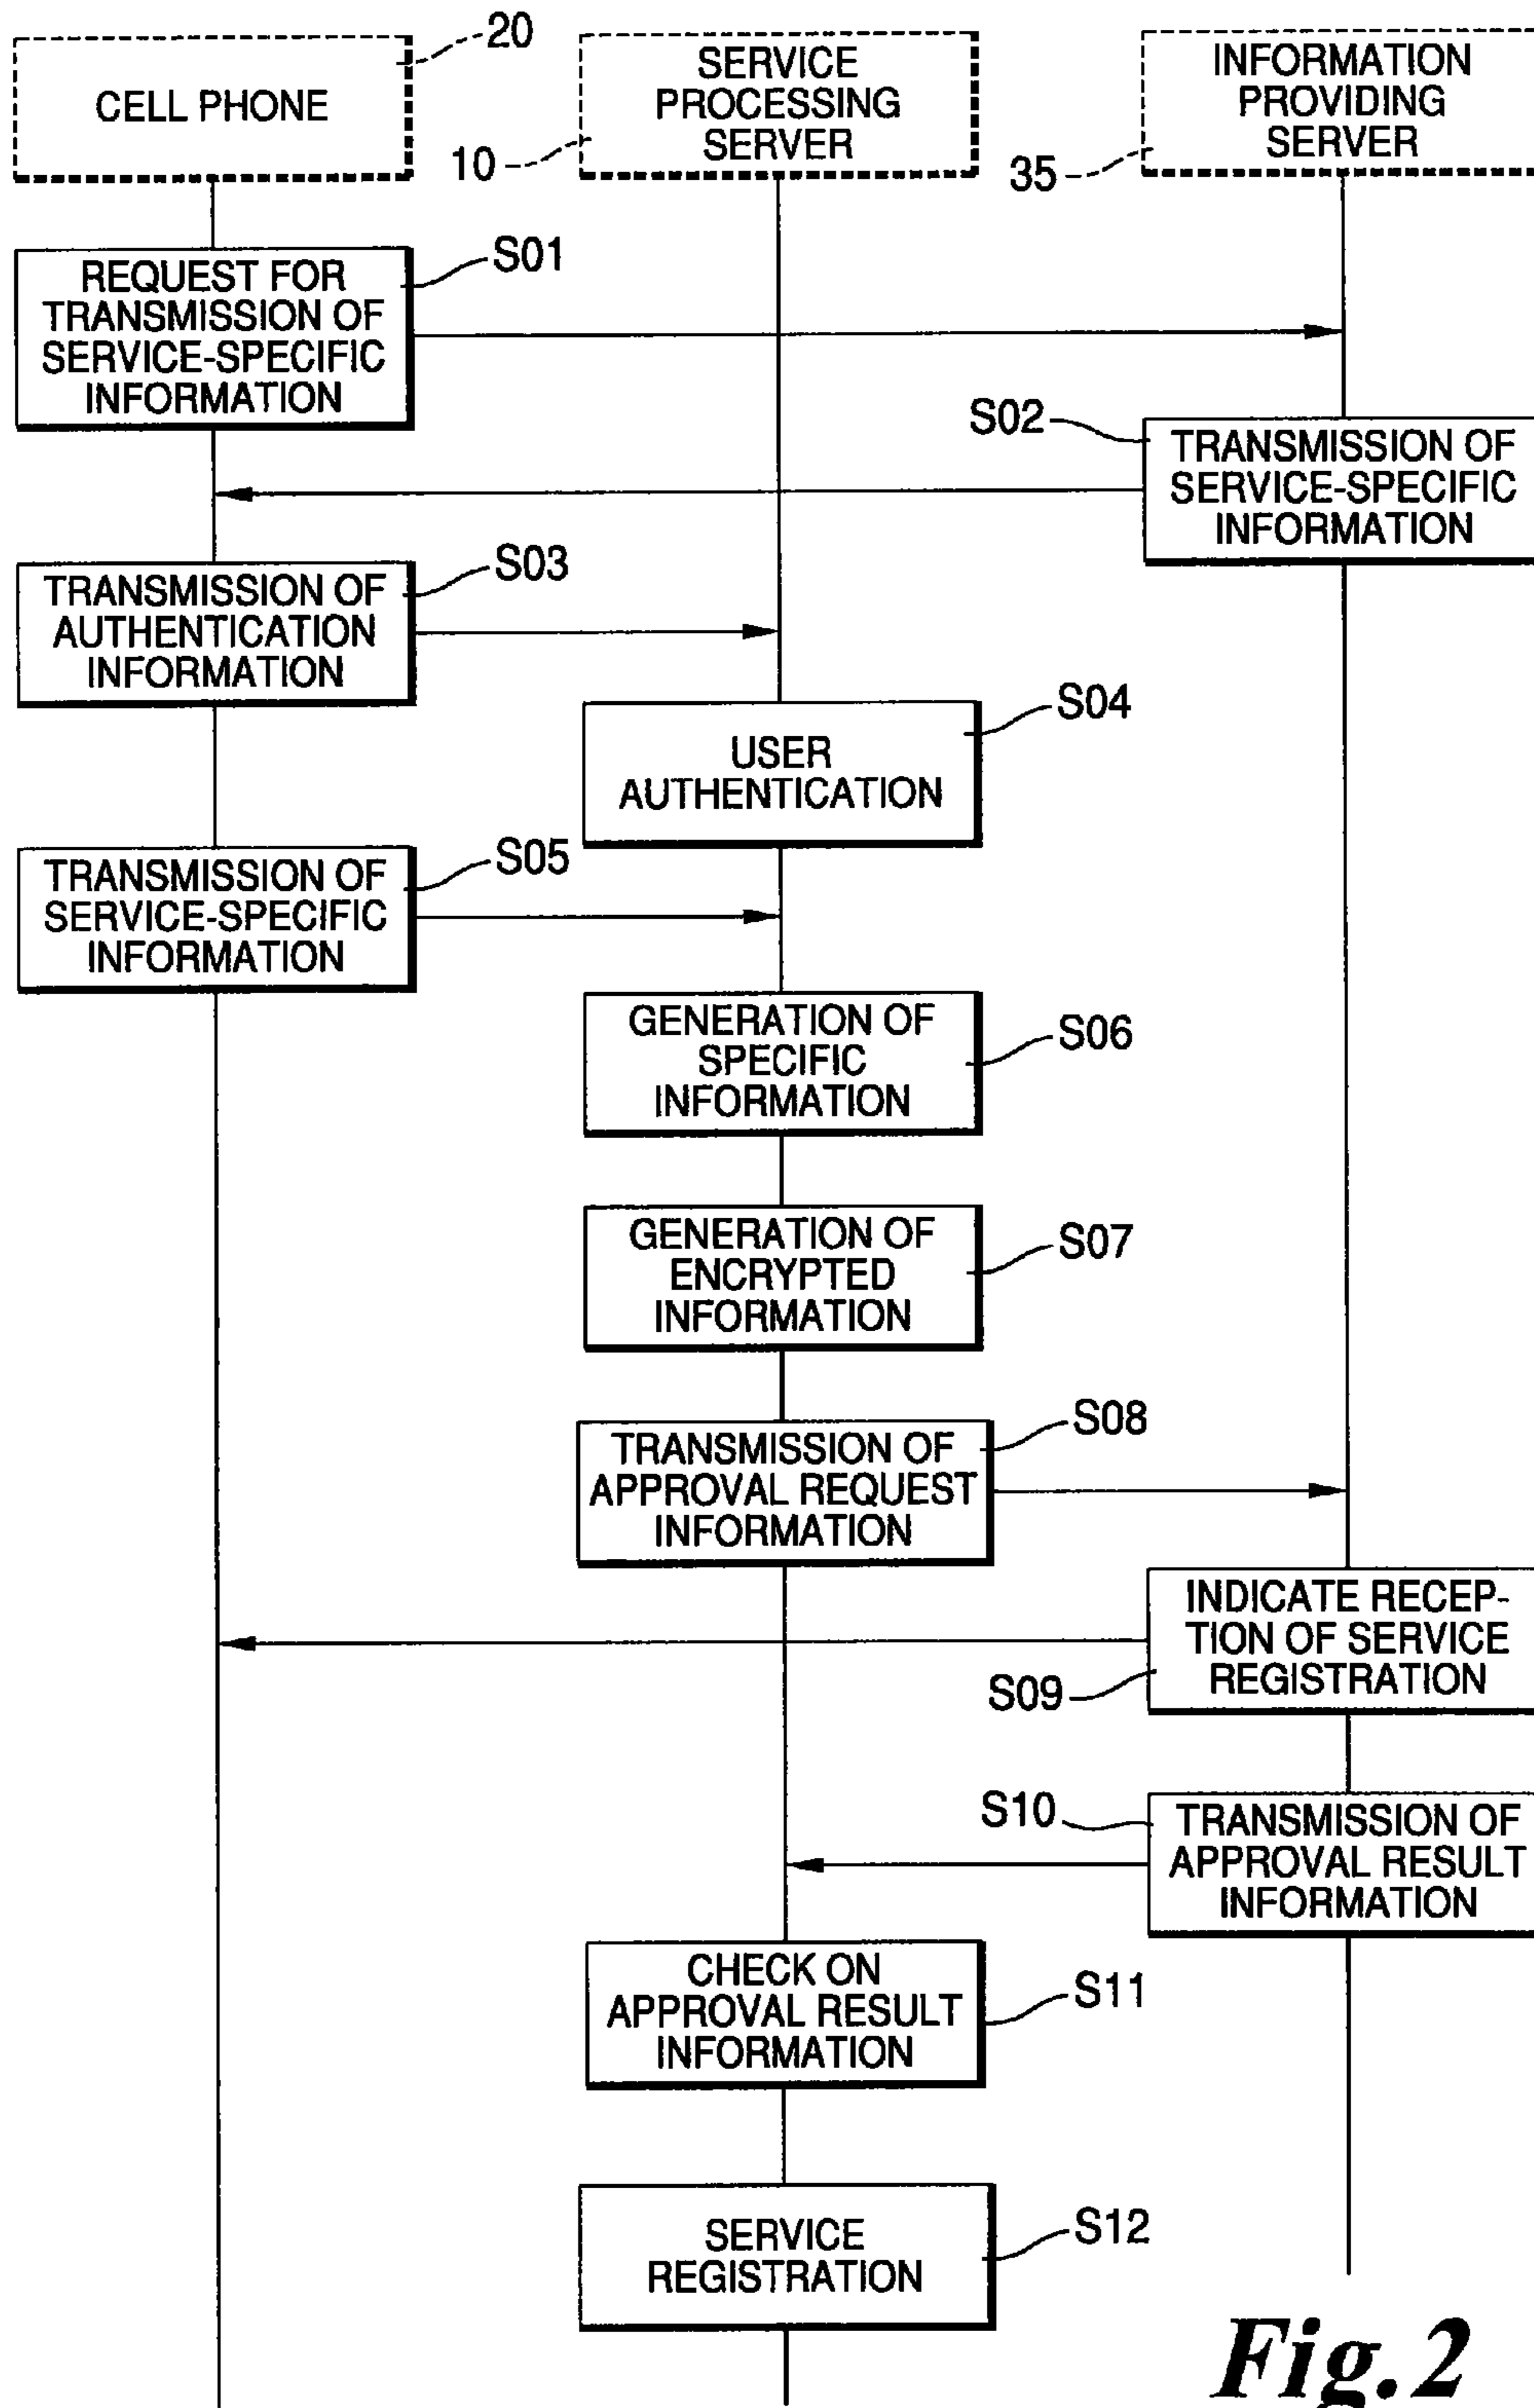 20
CELL PHONE
SERVICE
PROCESSING
SERVER
10
INFORMATION
PROVIDING
SERVER
35
REQUEST FOR
TRANSMISSION OF
SERVICE-SPECIFIC
INFORMATION
S01
S02
TRANSMISSION OF
SERVICE-SPECIFIC
INFORMATION
TRANSMISSION OF
AUTHENTICATION
INFORMATION
S03
USER
AUTHENTICATION
S04
TRANSMISSION OF
SERVICE-SPECIFIC
INFORMATION
S05
GENERATION OF
SPECIFIC
INFORMATION
S06
GENERATION OF
ENCRYPTED
INFORMATION
S07
TRANSMISSION OF
APPROVAL REQUEST
INFORMATION
S08
INDICATE RECEP-
TION OF SERVICE
REGISTRATION
S09
S10
TRANSMISSION OF
APPROVAL RESULT
INFORMATION
CHECK ON
APPROVAL RESULT
INFORMATION
S11
SERVICE
REGISTRATION
S12
Fig. 2